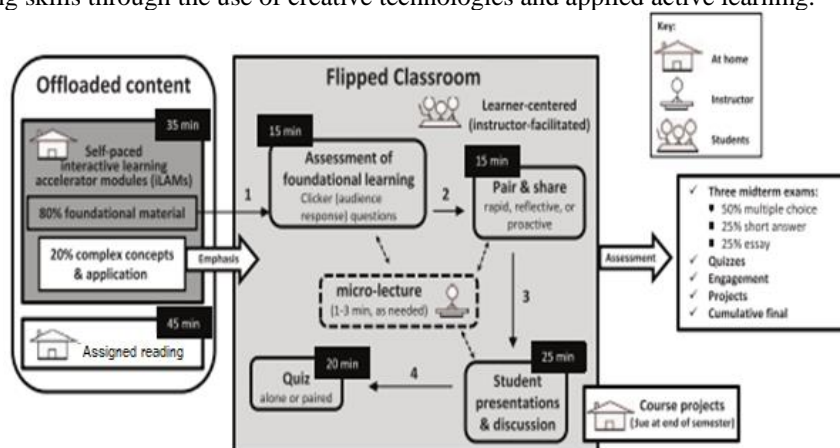 ng skills through the use of creative technologies and applied active learning.
Key:
At home
Instructor
Students
Offloaded content
35 min
Self-paced
interactive learning
accelerator modules (iLAMs)
80% foundational material
20% complex concepts
& application
45 min
Assigned reading
Emphasis
Flipped Classroom
Learner-centered
(instructor-facilitated)
15 min
Assessment of
foundational learning
Clicker (audience
response) questions
1
2
15 min
Pair & share
rapid, reflective, or
proactive
micro-lecture
(1-3 min, as needed)
3
25 min
Student
presentations
& discussion
4
20 min
Quiz
alone or paired
Assessment
✓ Three midterm exams:
50% multiple choice
■ 25% short answer
■ 25% essay
✓ Quizzes
✓ Engagement
✓ Projects
✓ Cumulative final
Course projects
(3ue at end of semester)